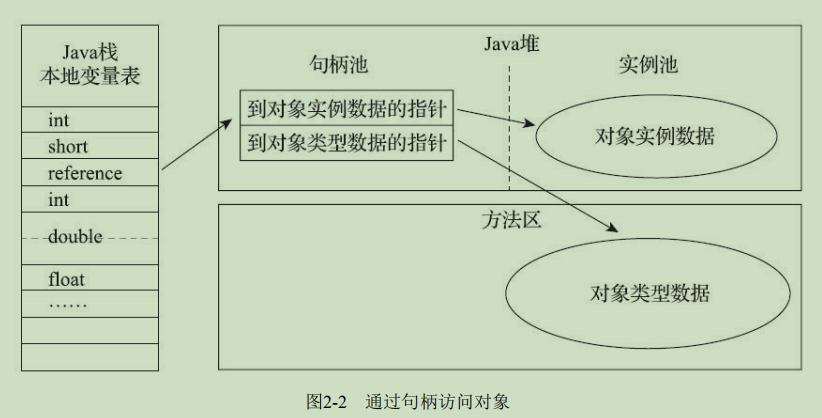 Java栈
本地变量表
int
short
reference
int
double
float
……
Java堆
句柄池
实例池
到对象实例数据的指针
到对象类型数据的指针
对象实例数据
方法区
对象类型数据
图2-2 通过句柄访问对象